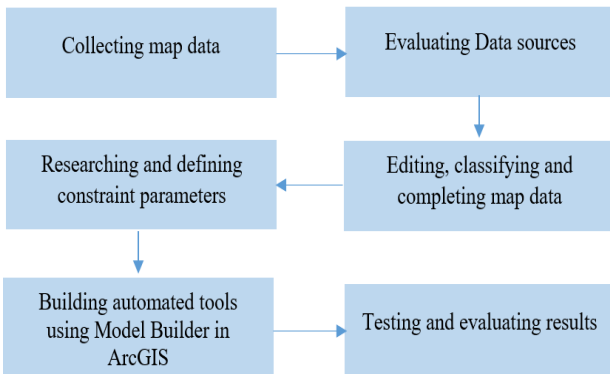 Collecting map data
Evaluating Data sources
Editing, classifying and
completing map data
Researching and defining
constraint parameters
Building automated tools
using Model Builder in
ArcGIS
Testing and evaluating results